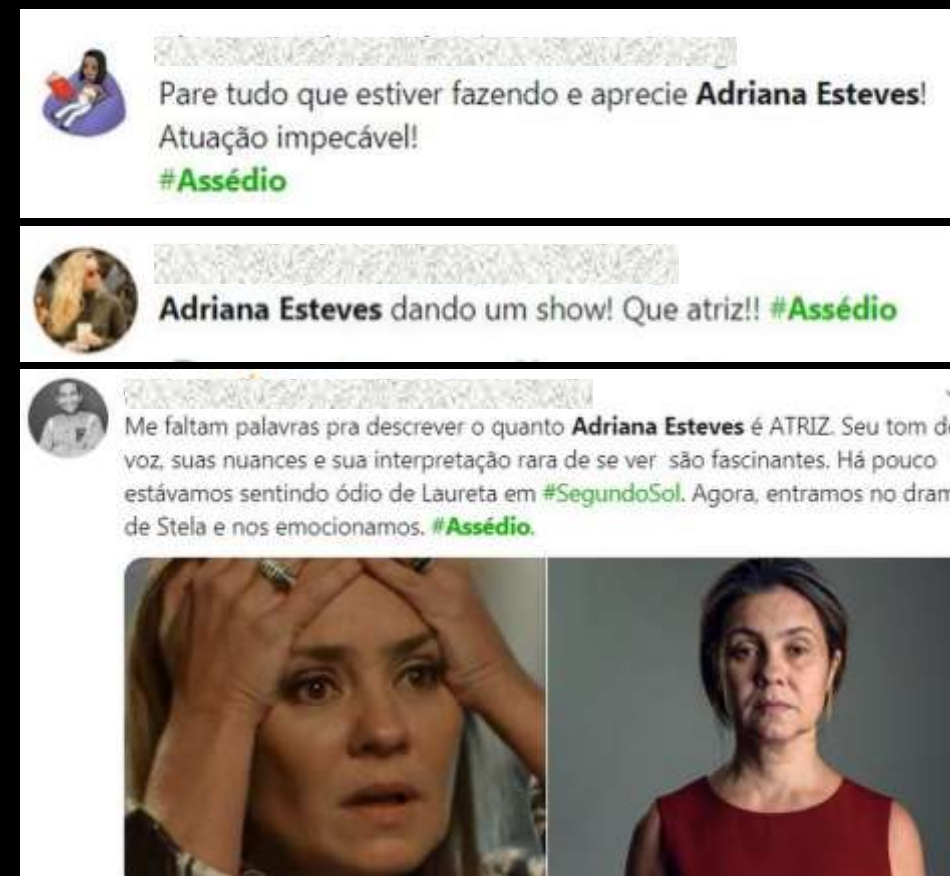 Pare tudo que estiver fazendo e aprecie Adriana Esteves!
Atuação impecável!
#Assédio
Adriana Esteves dando um show! Que atriz!! #Assédio
Me faltam palavras pra descrever o quanto Adriana Esteves é ATRIZ. Seu tom de
voz, suas nuances e sua interpretação rara de se ver são fascinantes. Há pouco
estávamos sentindo ódio de Laureta em #SegundoSol. Agora, entramos no dram
de Stela e nos emocionamos. #Assédio.